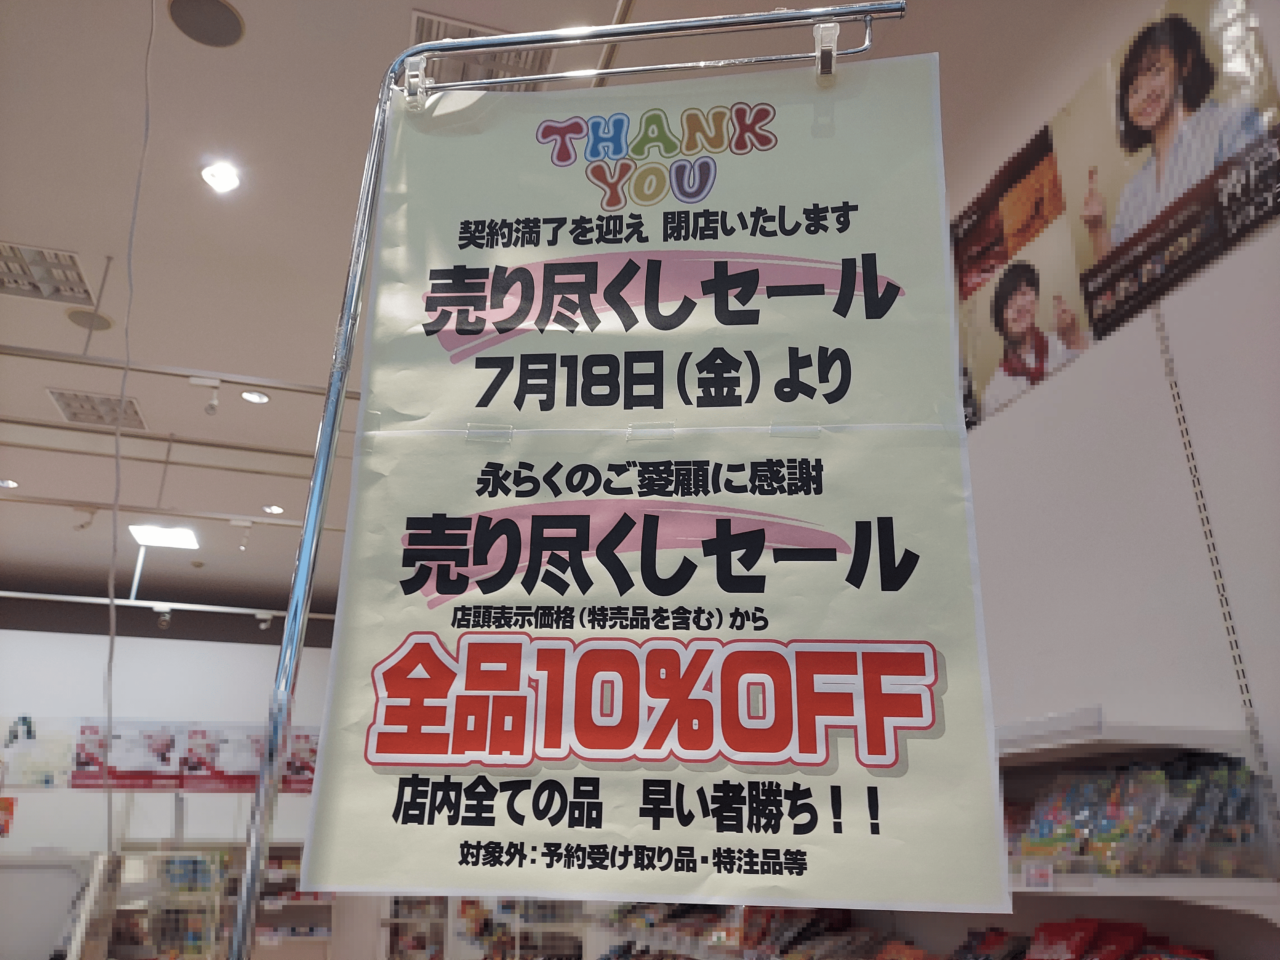 THANK
YOU
契約満了を迎え 閉店いたします
売り尽くしセール
7月18日(金)より
永らくのご愛顧に感謝
売り尽くしセール
店頭表示価格(特売品を含む)から
全品10%OFF
店内全ての品 早い者勝ち!!
対象外:予約受け取り品・特注品等